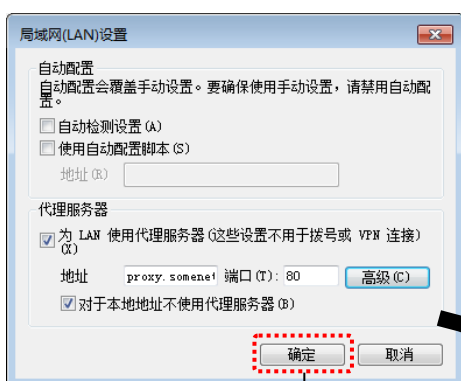 局域网(LAN)设置
自动配置
自动配置会覆盖手动设置。要确保使用手动设置，请禁用自动配
置。
自动检测设置(A)
使用自动配置脚本(S)
地址(R)
代理服务器
为 LAN 使用代理服务器(这些设置不用于拨号或 VPN 连接)
(X)
地址 proxy.somenet 端口(T): 80 高级(C)
对于本地地址不使用代理服务器(B)
确定 取消